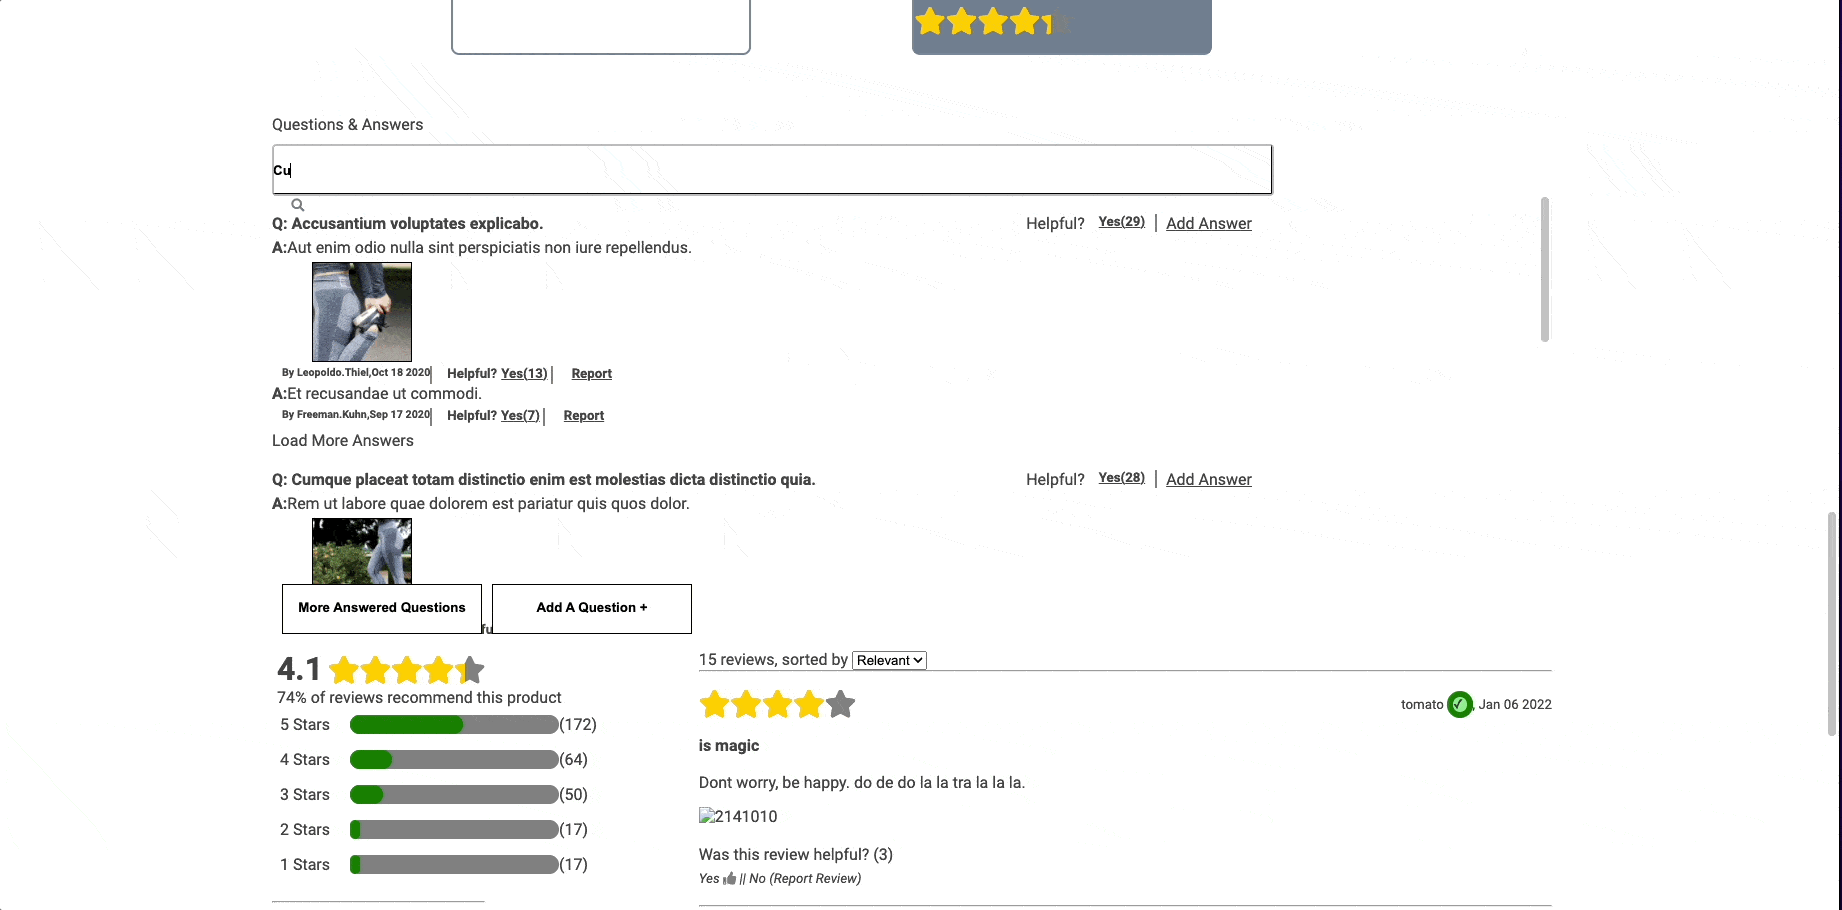 Questions & Answers
Cu
Q: Accusantium voluptates explicabo.
Helpful? Yes(29) | Add Answer
A:Aut enim odio nulla sint perspiciatis non iure repellendus.
By Leopoldo.Thiel,Oct 18 2020| Helpful? Yes(13)| Report
A:Et recusandae ut commodi.
By Freeman.Kuhn,Sep 17 2020| Helpful? Yes(7)| Report
Load More Answers
Q: Cumque placeat totam distinctio enim est molestias dicta distinctio quia.
Helpful? Yes(28) | Add Answer
A:Rem ut labore quae dolorem est pariatur quis quos dolor.
More Answered Questions
Add A Question +
4.1
74% of reviews recommend this product
5 Stars (172)
4 Stars (64)
3 Stars (50)
2 Stars (17)
1 Stars (17)
15 reviews, sorted by Relevant
tomato , Jan 06 2022
is magic
Dont worry, be happy. do de do la la tra la la la.
2141010
Was this review helpful? (3)
Yes || No (Report Review)